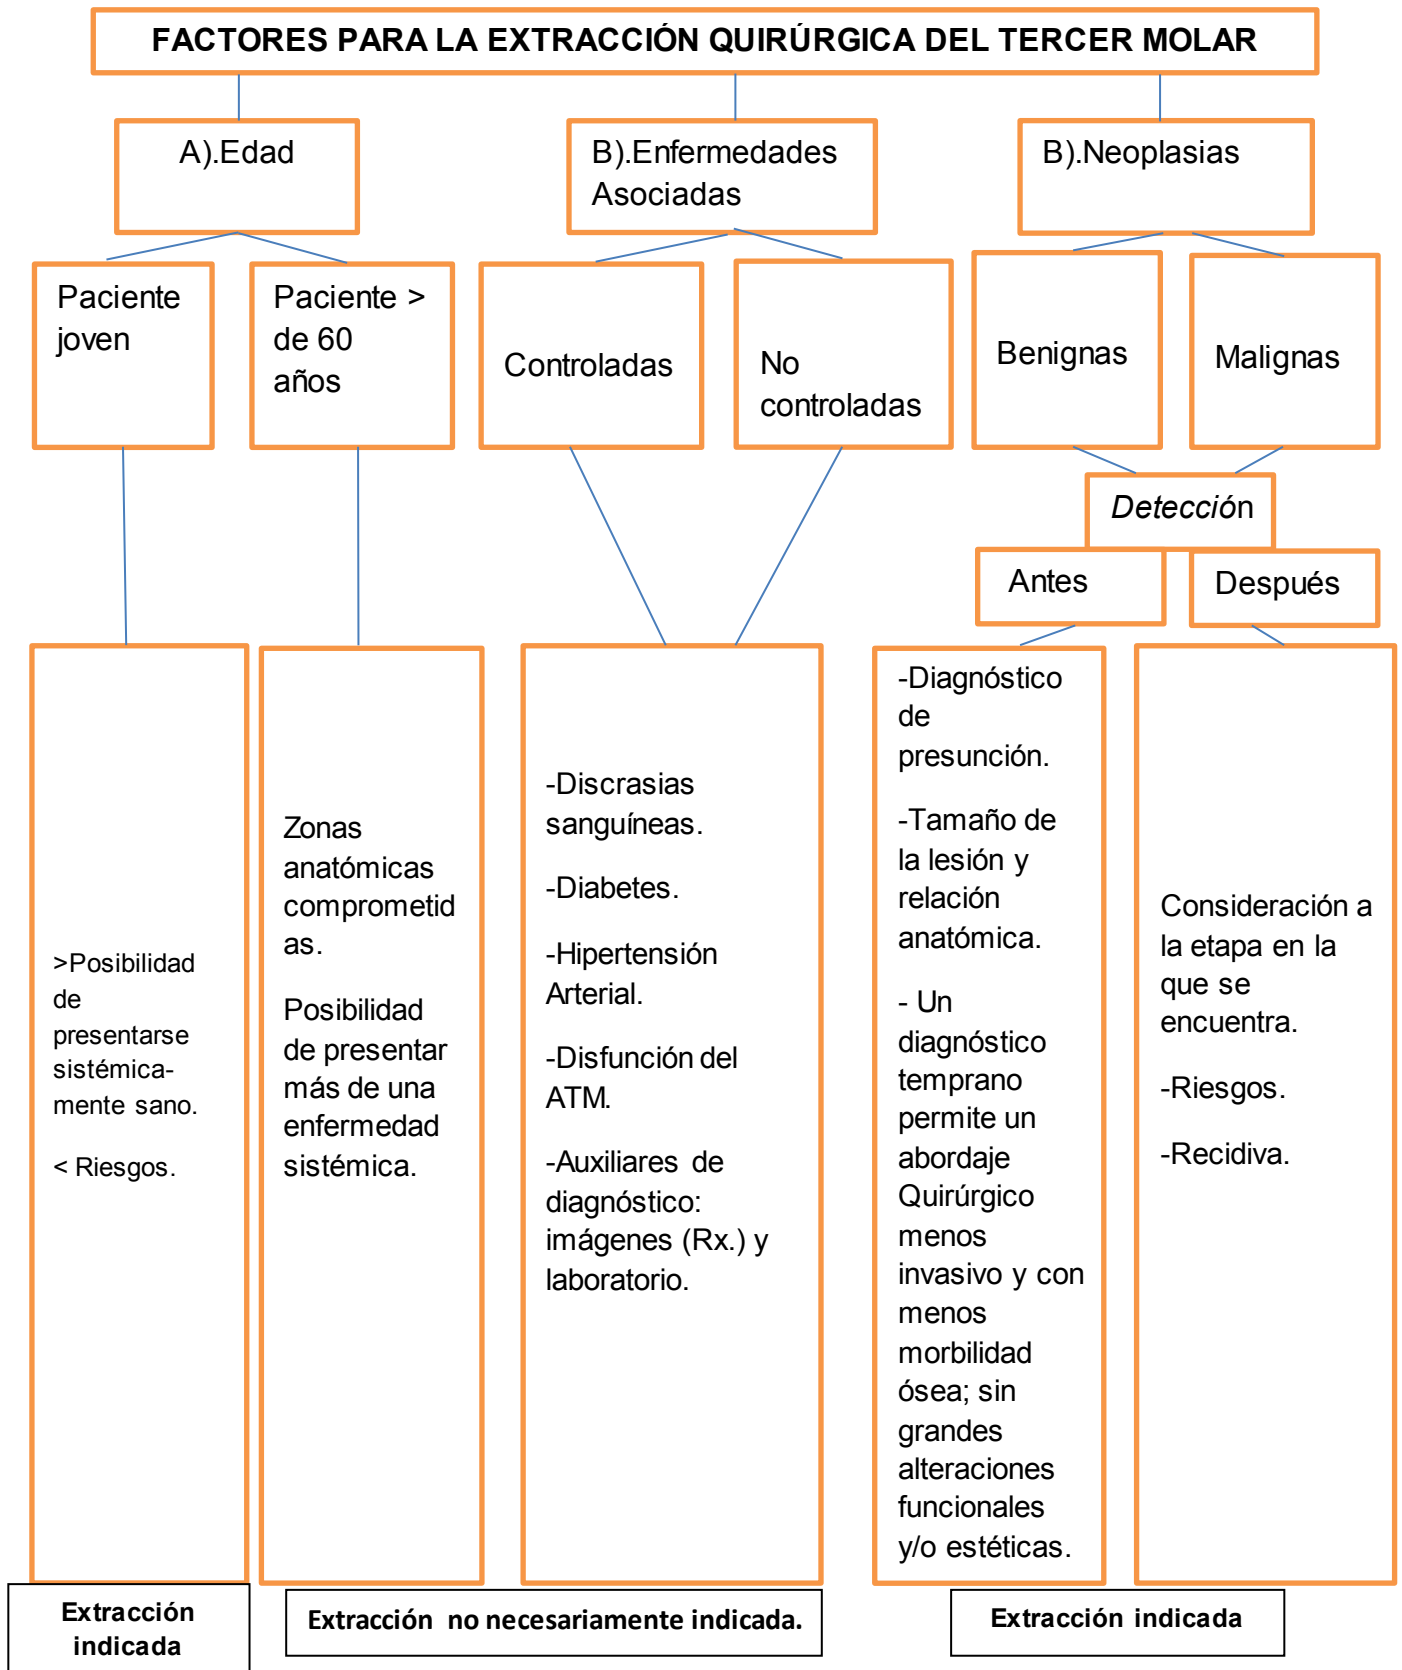 FACTORES PARA LA EXTRACCIÓN QUIRÚRGICA DEL TERCER MOLAR
A).Edad
B).Enfermedades
Asociadas
B).Neoplasias
Paciente
joven
Paciente >
de 60
años
Controladas
No
controladas
Benignas
Malignas
Detección
Antes
Después
>Posibilidad
de
presentarse
sistémica-
mente sano.
< Riesgos.
Zonas
anatómicas
comprometid
as.
Posibilidad
de presentar
más de una
enfermedad
sistémica.
-Discrasias
sanguíneas.
-Diabetes.
-Hipertensión
Arterial.
-Disfunción del
ATM.
-Auxiliares de
diagnóstico:
imágenes (Rx.) y
laboratorio.
-Diagnóstico
de
presunción.
-Tamaño de
la lesión y
relación
anatómica.
- Un
diagnóstico
temprano
permite un
abordaje
Quirúrgico
menos
invasivo y con
menos
morbilidad
ósea; sin
grandes
alteraciones
funcionales
y/o estéticas.
Consideración a
la etapa en la
que se
encuentra.
-Riesgos.
-Recidiva.
Extracción
indicada
Extracción no necesariamente indicada.
Extracción indicada